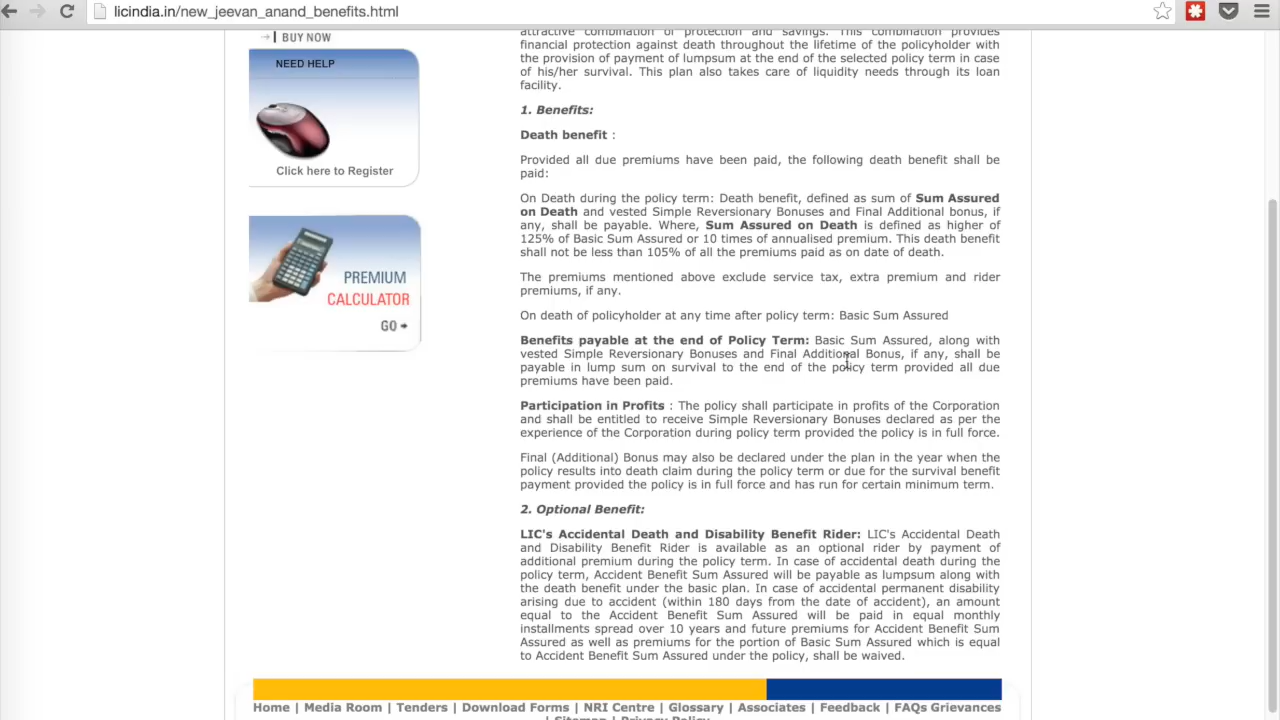 licindia.in/new_jeevan_anand_benefits.html
BUY NOW
NEED HELP
Click here to Register
PREMIUM
CALCULATOR
GO
attractive combination of protection and savings. This combination provides
financial protection against death throughout the lifetime of the policyholder with
the provision of payment of lumpsum at the end of the selected policy term in case
of his/her survival. This plan also takes care of liquidity needs through its loan
facility.
1. Benefits:
Death benefit :
Provided all due premiums have been paid, the following death benefit shall be
paid:
On Death during the policy term: Death benefit, defined as sum of Sum Assured
on Death and vested Simple Reversionary Bonuses and Final Additional bonus, if
any, shall be payable. Where, Sum Assured on Death is defined as higher of
125% of Basic Sum Assured or 10 times of annualised premium. This death benefit
shall not be less than 105% of all the premiums paid as on date of death.
The premiums mentioned above exclude service tax, extra premium and rider
premiums, if any.
On death of policyholder at any time after policy term: Basic Sum Assured
Benefits payable at the end of Policy Term: Basic Sum Assured, along with
vested Simple Reversionary Bonuses and Final Additional Bonus, if any, shall be
payable in lump sum on survival to the end of the policy term provided all due
premiums have been paid.
Participation in Profits : The policy shall participate in profits of the Corporation
and shall be entitled to receive Simple Reversionary Bonuses declared as per the
experience of the Corporation during policy term provided the policy is in full force.
Final (Additional) Bonus may also be declared under the plan in the year when the
policy results into death claim during the policy term or due for the survival benefit
payment provided the policy is in full force and has run for certain minimum term.
2. Optional Benefit:
LIC's Accidental Death and Disability Benefit Rider: LIC's Accidental Death
and Disability Benefit Rider is available as an optional rider by payment of
additional premium during the policy term. In case of accidental death during the
policy term, Accident Benefit Sum Assured will be payable as lumpsum along with
the death benefit under the basic plan. In case of accidental permanent disability
arising due to accident (within 180 days from the date of accident), an amount
equal to the Accident Benefit Sum Assured will be paid in equal monthly
installments spread over 10 years and future premiums for Accident Benefit Sum
Assured as well as premiums for the portion of Basic Sum Assured which is equal
to Accident Benefit Sum Assured under the policy, shall be waived.
Home | Media Room | Tenders | Download Forms | NRI Centre | Glossary | Associates | Feedback | FAQs Grievances
| Sitemap | Privacy Policy